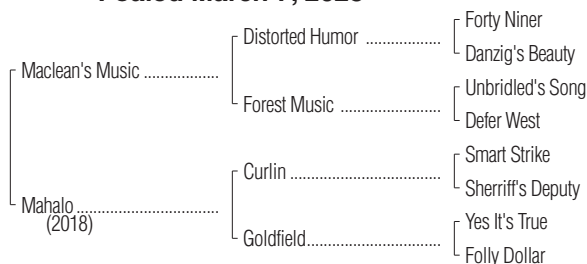 Foaled March 7, 2023
Forty Niner
Distorted Humor ....................
Danzig's Beauty
Maclean's Music ....................
Unbridled's Song
Forest Music ...........................
Defer West
Smart Strike
Curlin .......................................
Sherriff's Deputy
Mahalo ......................................
(2018)
Yes It's True
Goldfield...................................
Folly Dollar